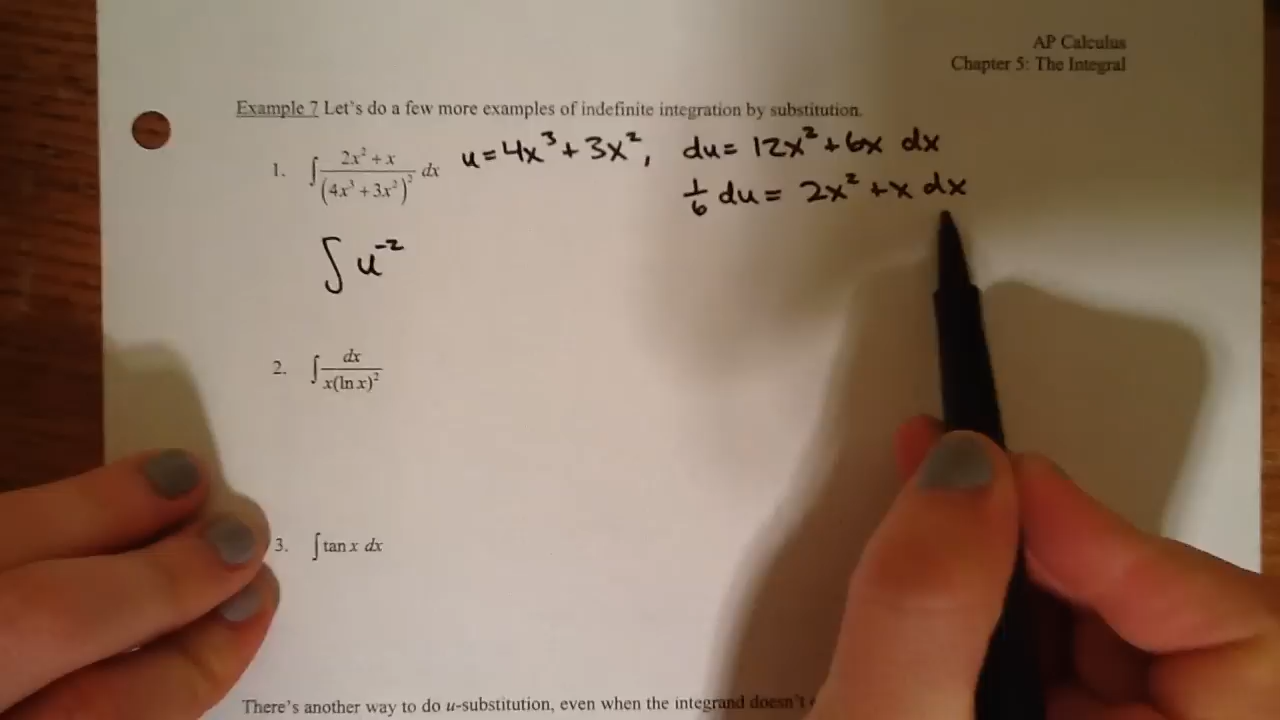 AP Calculus
Chapter 5: The Integral
Example 7 Let's do a few more examples of indefinite integration by substitution.
1. ∫ (2x² + x)/(4x³ + 3x²)² dx u = 4x³ + 3x², du = 12x² + 6x dx
1/6 du = 2x² + x dx
∫ u⁻²
2. ∫ dx/(x(ln x)²)
3. ∫ tan x dx
There's another way to do u-substitution, even when the integrand doesn't